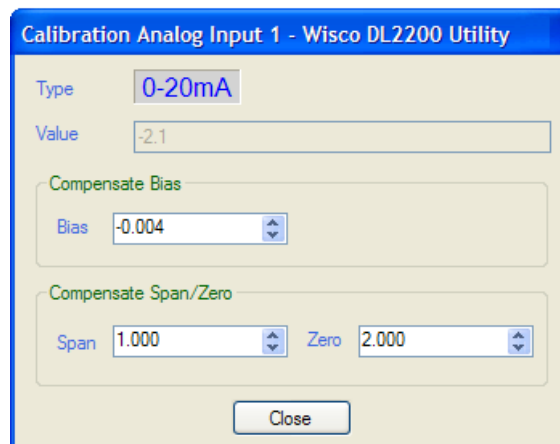 Calibration Analog Input 1 - Wisco DL2200 Utility
Type 0-20mA
Value -2.1
Compensate Bias
Bias -0.004
Compensate Span/Zero
Span 1.000 Zero 2.000
Close